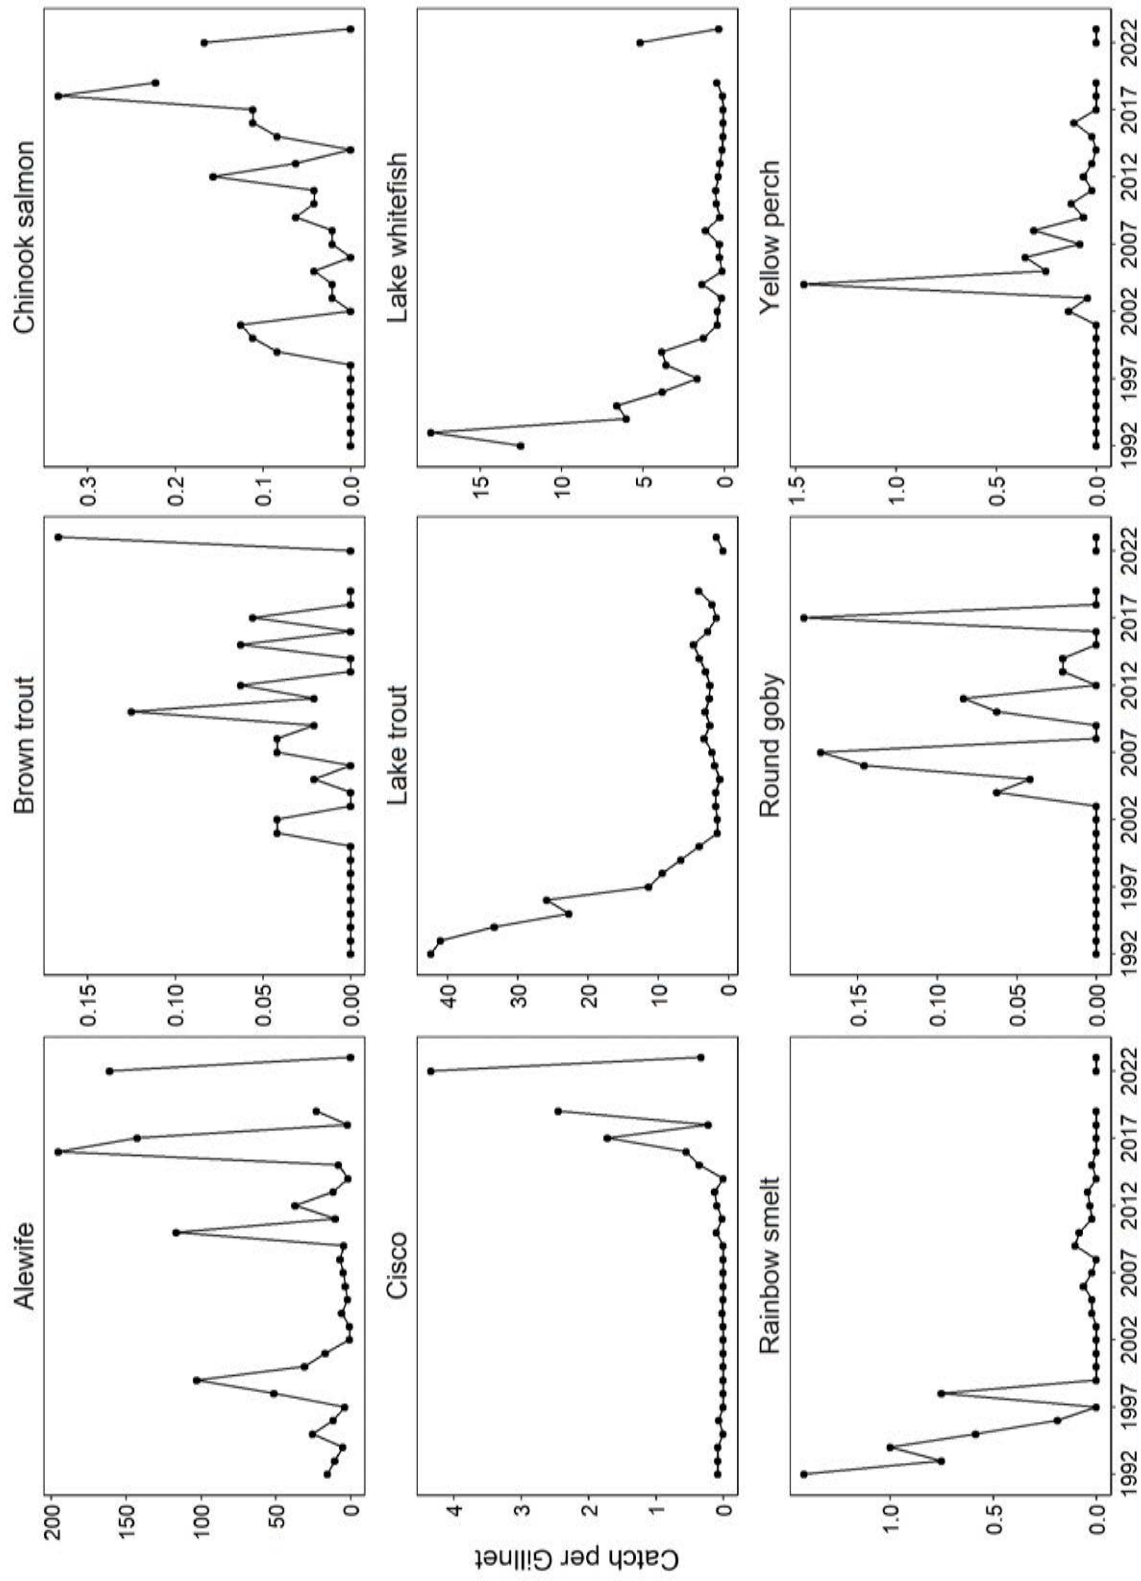 Alewife
Brown trout
Chinook salmon
200
150
100
50
0
0.15
0.10
0.05
0.00
0.3
0.2
0.1
0.0
Cisco
Lake trout
Lake whitefish
Catch per Gillnet
4
3
2
1
0
40
30
20
10
0
15
10
5
0
Rainbow smelt
Round goby
Yellow perch
1.0
0.5
0.0
0.15
0.10
0.05
0.00
1.5
1.0
0.5
0.0
1992 1997 2002 2007 2012 2017 2022
1992 1997 2002 2007 2012 2017 2022
1992 1997 2002 2007 2012 2017 2022